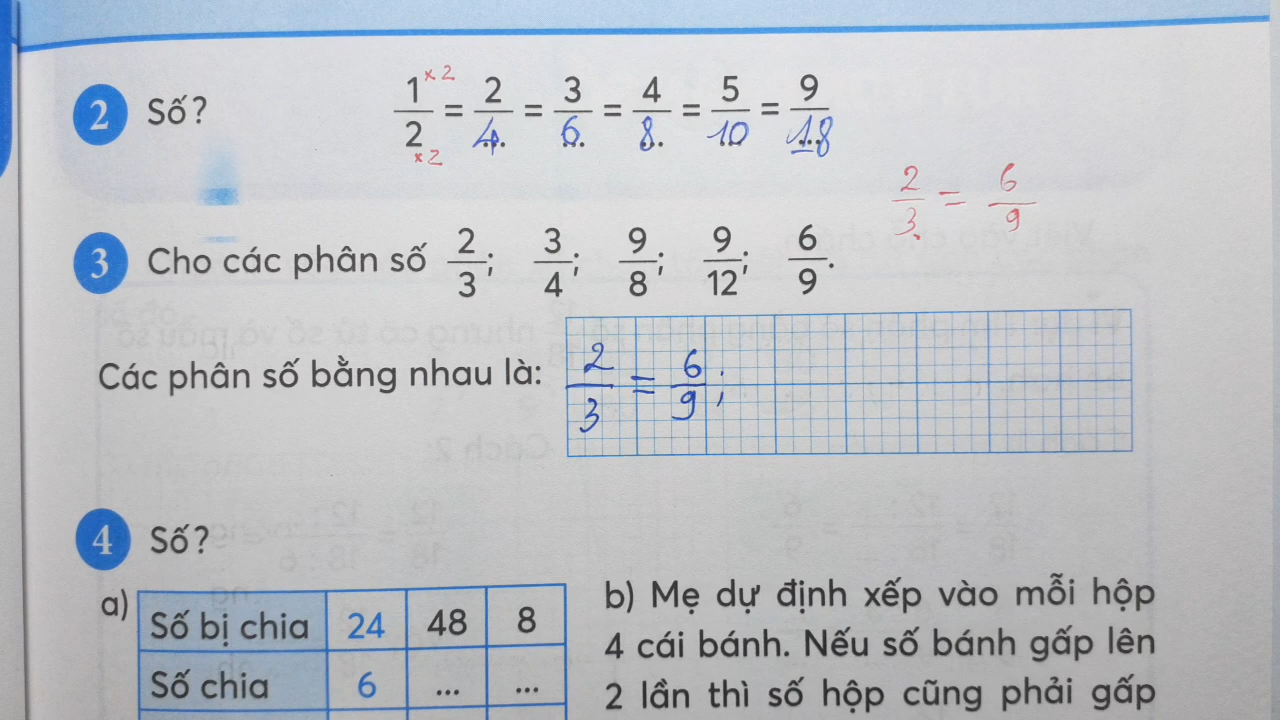 2 Số? 1/2 = 2/4 = 3/6 = 4/8 = 5/10 = 9/18
×2
×2
2/3 = 6/9
3 Cho các phân số 2/3; 3/4; 9/8; 9/12; 6/9.
Các phân số bằng nhau là: 2/3 = 6/9;
4 Số?
a)
Số bị chia 24 48 8
Số chia 6 ... ...
b) Mẹ dự định xếp vào mỗi hộp
4 cái bánh. Nếu số bánh gấp lên
2 lần thì số hộp cũng phải gấp